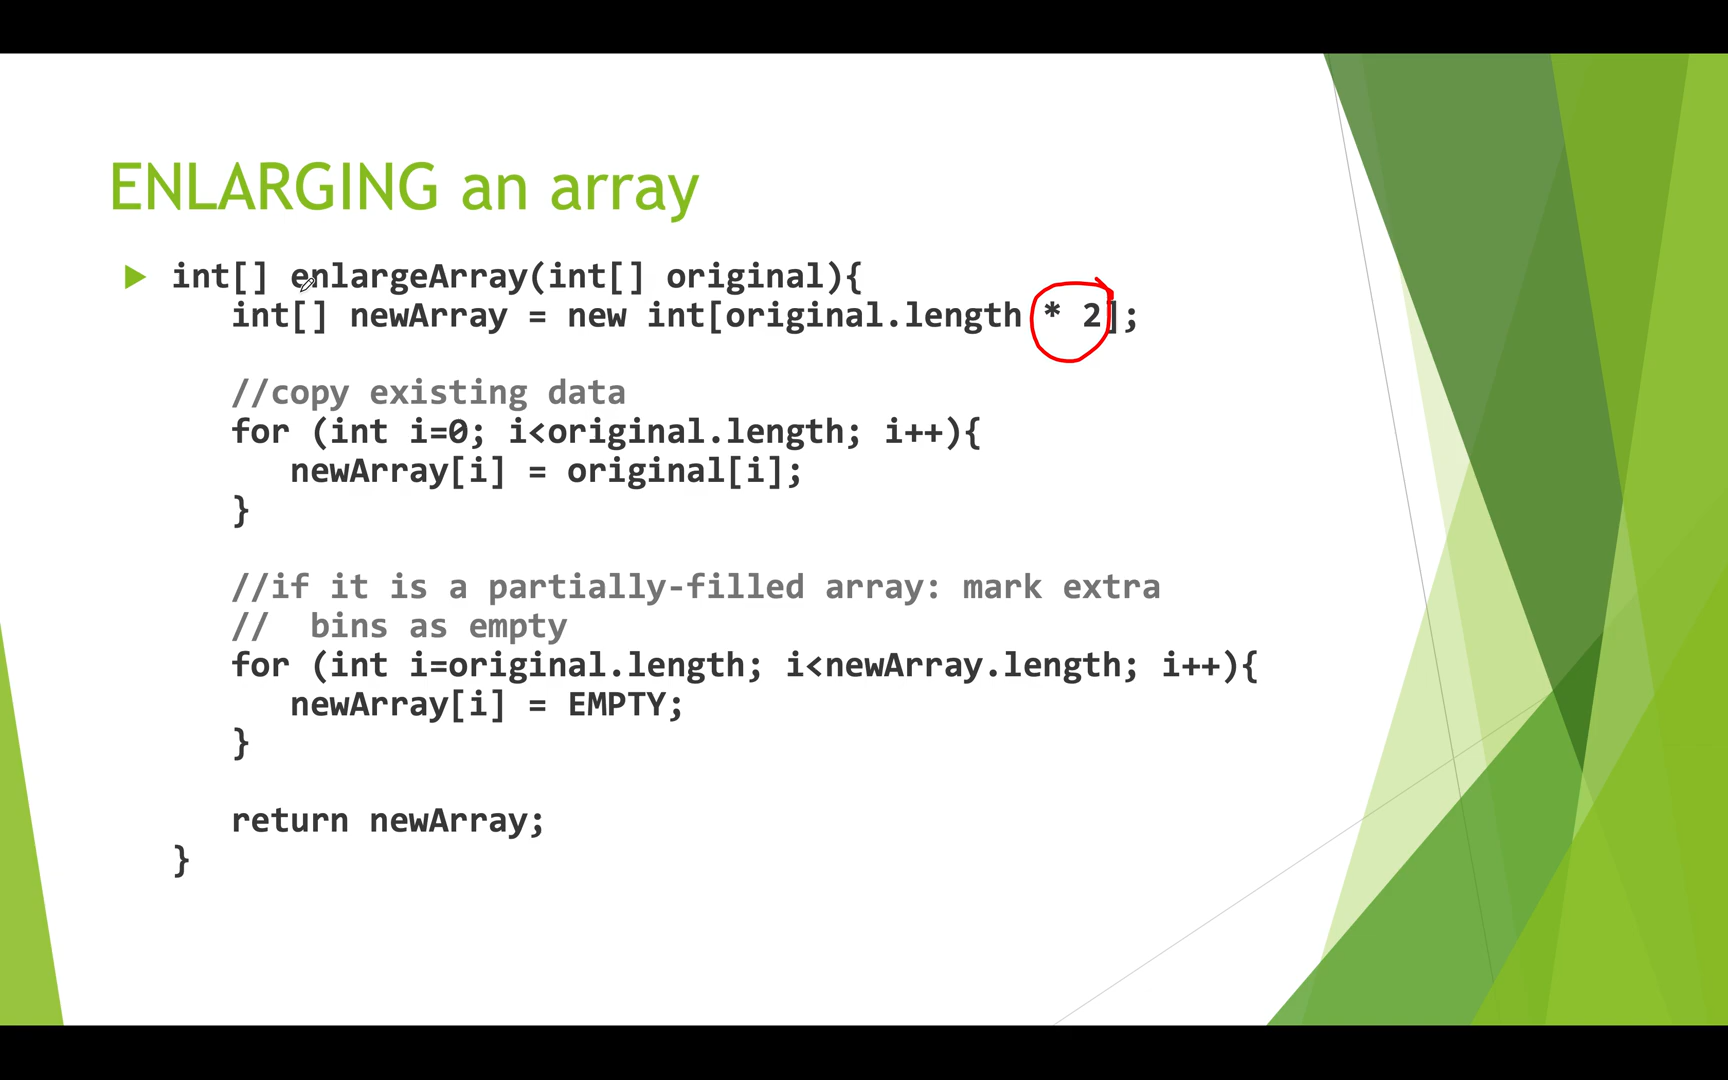 ENLARGING an array
int[] enlargeArray(int[] original){
int[] newArray = new int[original.length * 2];
//copy existing data
for (int i=0; i<original.length; i++){
newArray[i] = original[i];
}
//if it is a partially-filled array: mark extra
//  bins as empty
for (int i=original.length; i<newArray.length; i++){
newArray[i] = EMPTY;
}
return newArray;
}